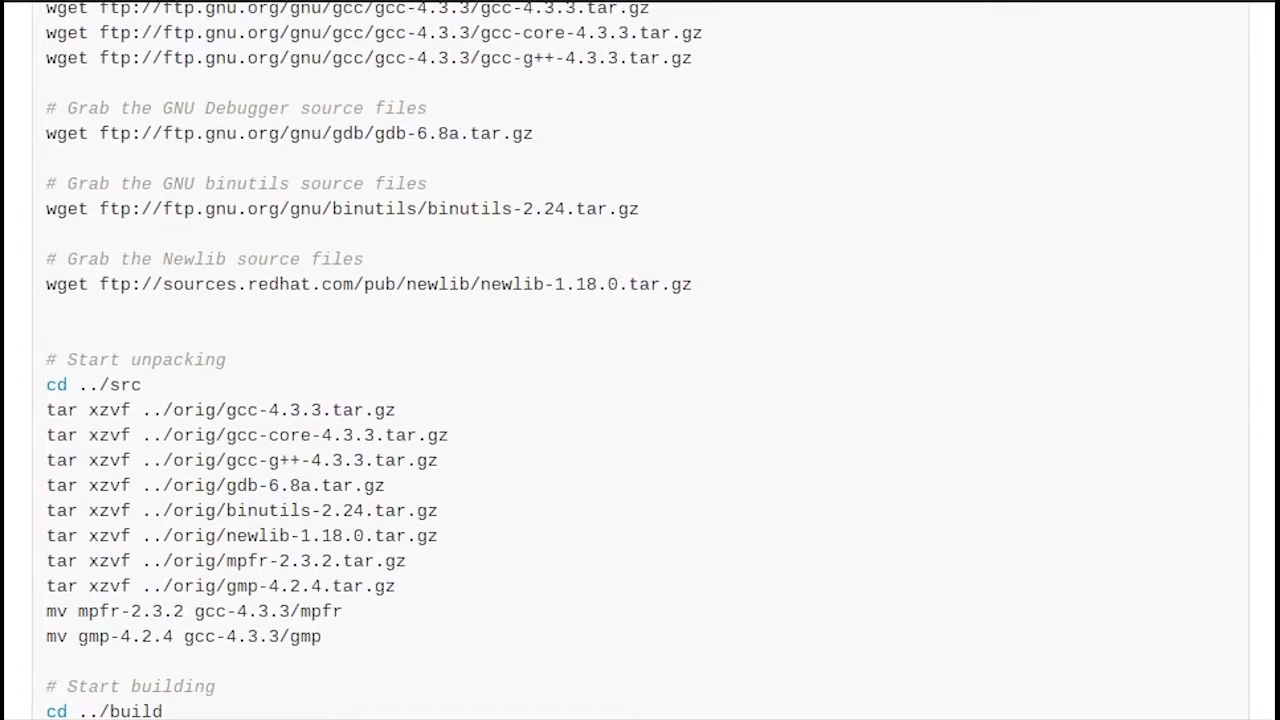 wget ftp://ftp.gnu.org/gnu/gcc/gcc-4.3.3/gcc-4.3.3.tar.gz
wget ftp://ftp.gnu.org/gnu/gcc/gcc-4.3.3/gcc-core-4.3.3.tar.gz
wget ftp://ftp.gnu.org/gnu/gcc/gcc-4.3.3/gcc-g++-4.3.3.tar.gz
# Grab the GNU Debugger source files
wget ftp://ftp.gnu.org/gnu/gdb/gdb-6.8a.tar.gz
# Grab the GNU binutils source files
wget ftp://ftp.gnu.org/gnu/binutils/binutils-2.24.tar.gz
# Grab the Newlib source files
wget ftp://sources.redhat.com/pub/newlib/newlib-1.18.0.tar.gz
# Start unpacking
cd ../src
tar xzvf ../orig/gcc-4.3.3.tar.gz
tar xzvf ../orig/gcc-core-4.3.3.tar.gz
tar xzvf ../orig/gcc-g++-4.3.3.tar.gz
tar xzvf ../orig/gdb-6.8a.tar.gz
tar xzvf ../orig/binutils-2.24.tar.gz
tar xzvf ../orig/newlib-1.18.0.tar.gz
tar xzvf ../orig/mpfr-2.3.2.tar.gz
tar xzvf ../orig/gmp-4.2.4.tar.gz
mv mpfr-2.3.2 gcc-4.3.3/mpfr
mv gmp-4.2.4 gcc-4.3.3/gmp
# Start building
cd ../build